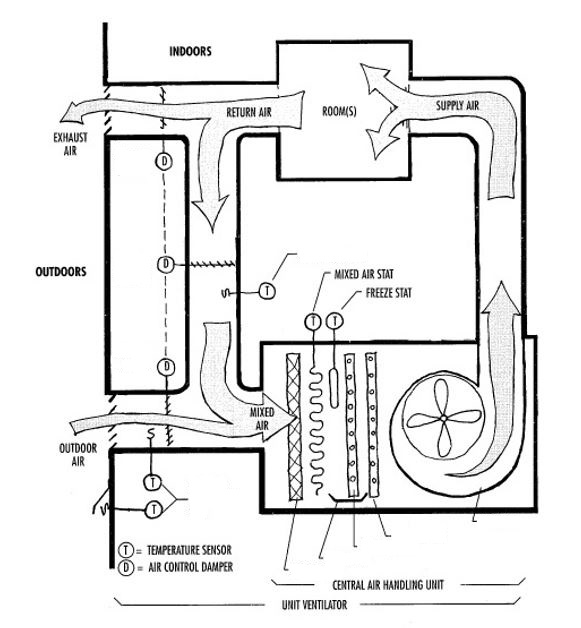 INDOORS
EXHAUST
AIR
RETURN AIR
ROOM(S)
SUPPLY AIR
D
OUTDOORS
D
T
MIXED AIR STAT
FREEZE STAT
T
T
D
MIXED
AIR
OUTDOOR
AIR
T
T
T = TEMPERATURE SENSOR
D = AIR CONTROL DAMPER
CENTRAL AIR HANDLING UNIT
UNIT VENTILATOR